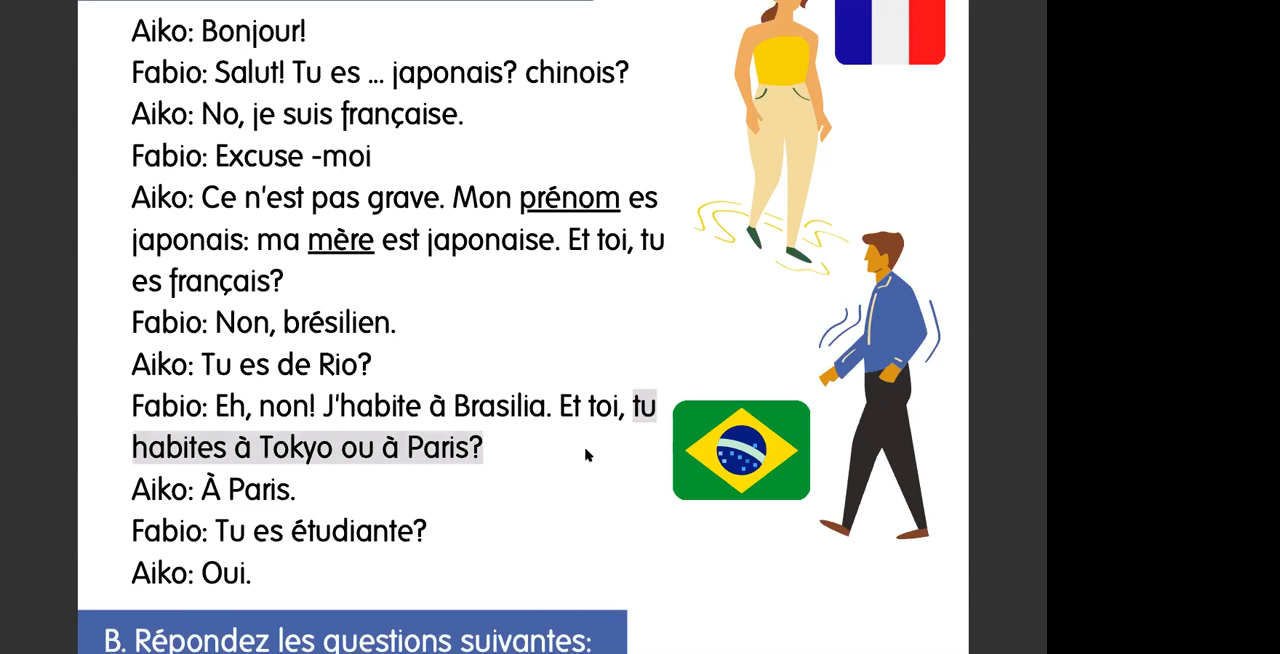 Aiko: Bonjour!
Fabio: Salut! Tu es ... japonais? chinois?
Aiko: No, je suis française.
Fabio: Excuse -moi
Aiko: Ce n'est pas grave. Mon prénom es
japonais: ma mère est japonaise. Et toi, tu
es français?
Fabio: Non, brésilien.
Aiko: Tu es de Rio?
Fabio: Eh, non! J'habite à Brasilia. Et toi, tu
habites à Tokyo ou à Paris?
Aiko: À Paris.
Fabio: Tu es étudiante?
Aiko: Oui.
B. Répondez les questions suivantes: